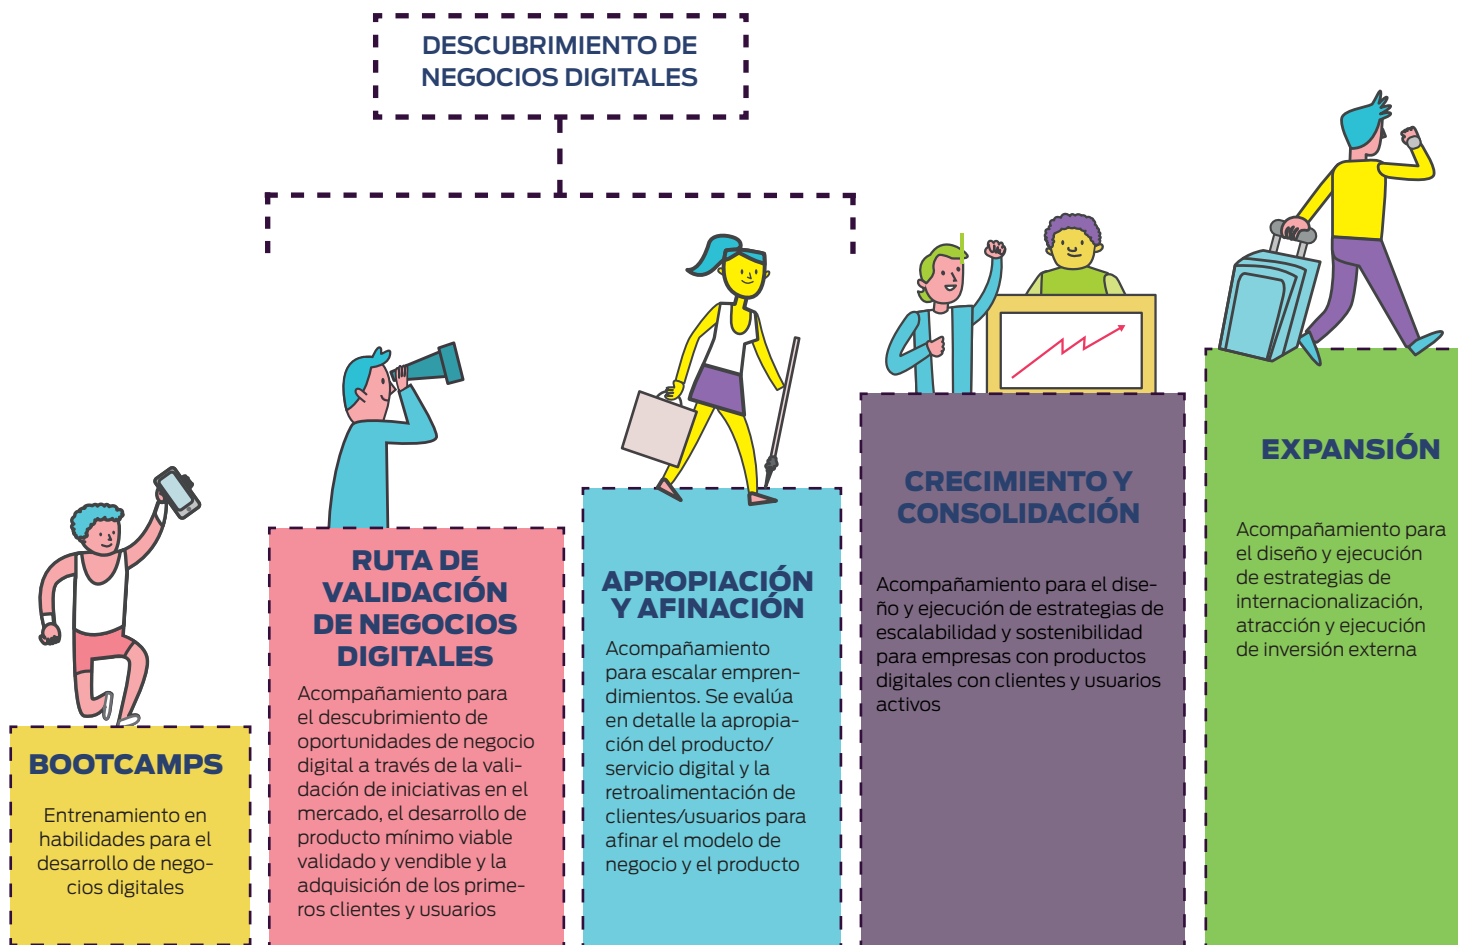 DESCUBRIMIENTO DE
NEGOCIOS DIGITALES
BOOTCAMPS
Entrenamiento en
habilidades para el
desarrollo de nego-
cios digitales
RUTA DE
VALIDACIÓN
DE NEGOCIOS
DIGITALES
Acompañamiento para
el descubrimiento de
oportunidades de negocio
digital a través de la vali-
dación de iniciativas en el
mercado, el desarrollo de
producto mínimo viable
validado y vendible y la
adquisición de los prime-
ros clientes y usuarios
APROPIACIÓN
Y AFINACIÓN
Acompañamiento
para escalar empren-
dimientos. Se evalúa
en detalle la apropia-
ción del producto/
servicio digital y la
retroalimentación de
clientes/usuarios para
afinar el modelo de
negocio y el producto
CRECIMIENTO Y
CONSOLIDACIÓN
Acompañamiento para el dise-
ño y ejecución de estrategias de
escalabilidad y sostenibilidad
para empresas con productos
digitales con clientes y usuarios
activos
EXPANSIÓN
Acompañamiento para
el diseño y ejecución
de estrategias de
internacionalización,
atracción y ejecución
de inversión externa